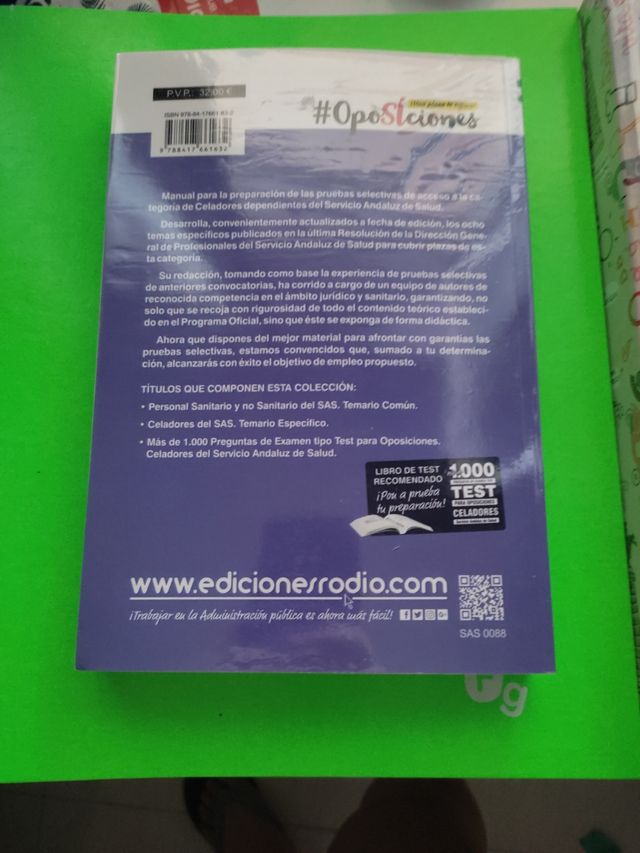 P.V.P.: 32,00 €
ISBN 978-84-17661-63-2
9 788417 661632
#OpoSÍciones
Manual para la preparación de las pruebas selectivas de acceso a la ca-
tegoría de Celadores dependientes del Servicio Andaluz de Salud.
Desarrolla, convenientemente actualizados a fecha de edición, los ocho
temas específicos publicados en la última Resolución de la Dirección Gene-
ral de Profesionales del Servicio Andaluz de Salud para cubrir plazas de es-
ta categoría.
Su redacción, tomando como base la experiencia de pruebas selectivas
de anteriores convocatorias, ha corrido a cargo de un equipo de autores de
reconocida competencia en el ámbito jurídico y sanitario, garantizando, no
solo que se recoja con rigurosidad de todo el contenido teórico estableci-
do en el Programa Oficial, sino que éste se exponga de forma didáctica.
Ahora que dispones del mejor material para afrontar con garantías las
pruebas selectivas, estamos convencidos que, sumado a tu determina-
ción, alcanzarás con éxito el objetivo de empleo propuesto.
TÍTULOS QUE COMPONEN ESTA COLECCIÓN:
• Personal Sanitario y no Sanitario del SAS. Temario Común.
• Celadores del SAS. Temario Específico.
• Más de 1.000 Preguntas de Examen tipo Test para Oposiciones.
Celadores del Servicio Andaluz de Salud.
LIBRO DE TEST
RECOMENDADO
¡Pon a prueba
tu preparación!
1.000
TEST
PARA OPOSICIONES
CELADORES
Servicio Andaluz de Salud
www.edicionesrodio.com
¡Trabajar en la Administración pública es ahora más fácil!
SAS 0088